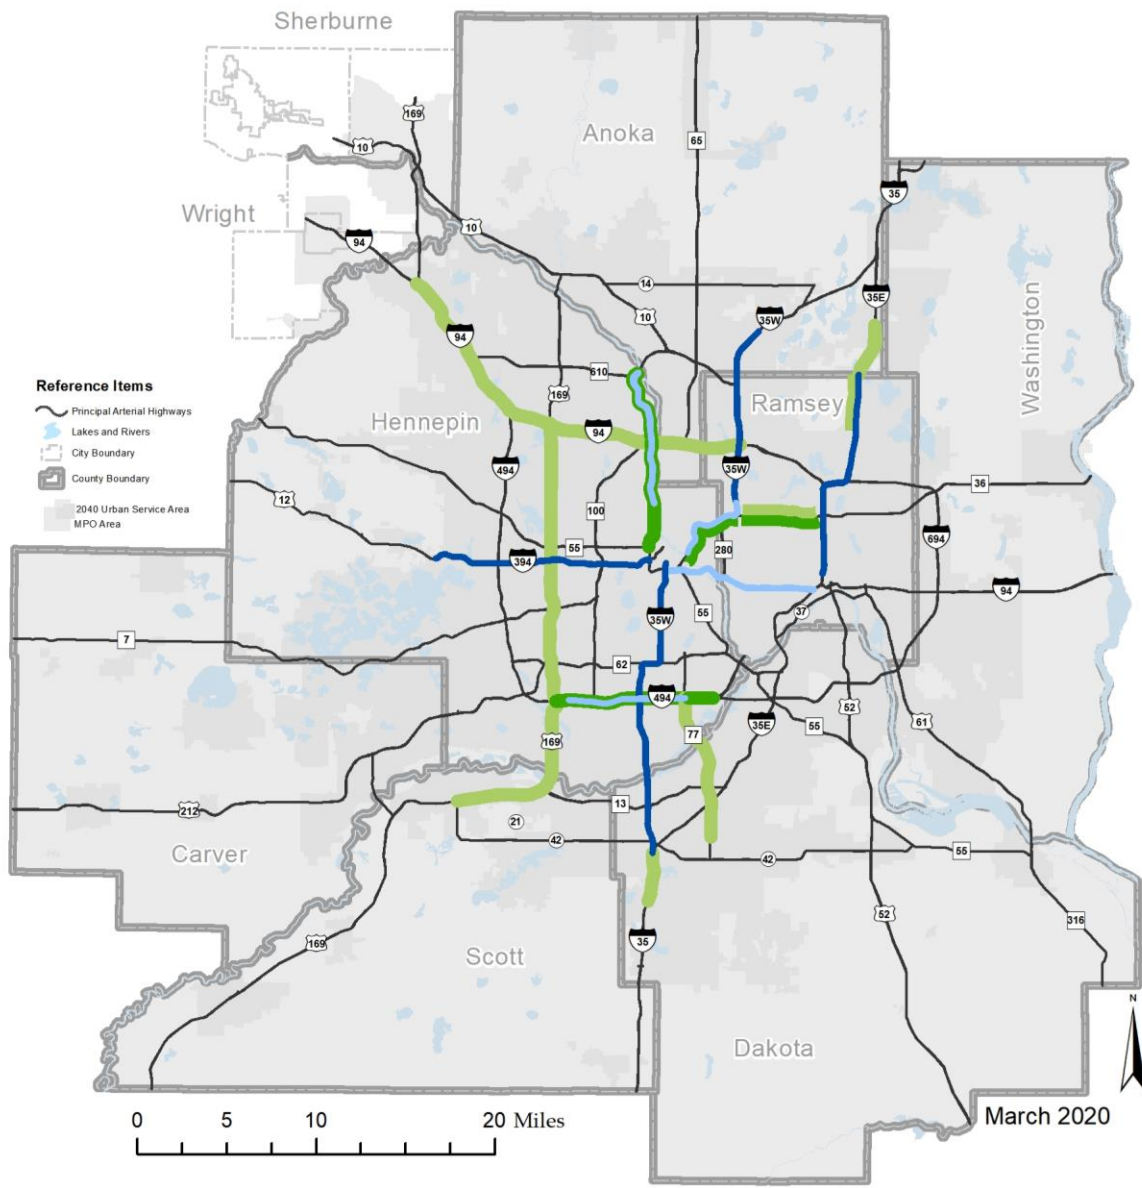 Sherburne
169
Anoka
10
65
Wright
35
94
10
14
35E
10
35W
94
Reference Items
Principal Arterial Highways
Lakes and Rivers
City Boundary
County Boundary
2040 Urban Service Area
MPO Area
610
169
Washington
Hennepin
Ramsey
94
494
35W
12
36
100
694
55
280
394
94
35W
55
37
7
62
494
52
61
35E
55
169
77
212
13
21
42
42
55
Carver
52
316
169
35
Scott
N
Dakota
March 2020
0 5 10 20 Miles